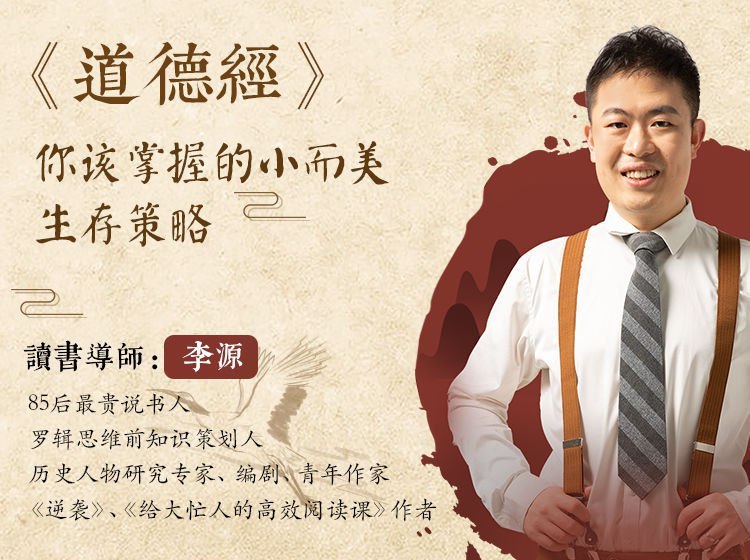 《道德經》
你该掌握的小而美
生存策略
讀書導師：李源
85后最贵说书人
罗辑思维前知识策划人
历史人物研究专家、编剧、青年作家
《逆袭》、《给大忙人的高效阅读课》作者